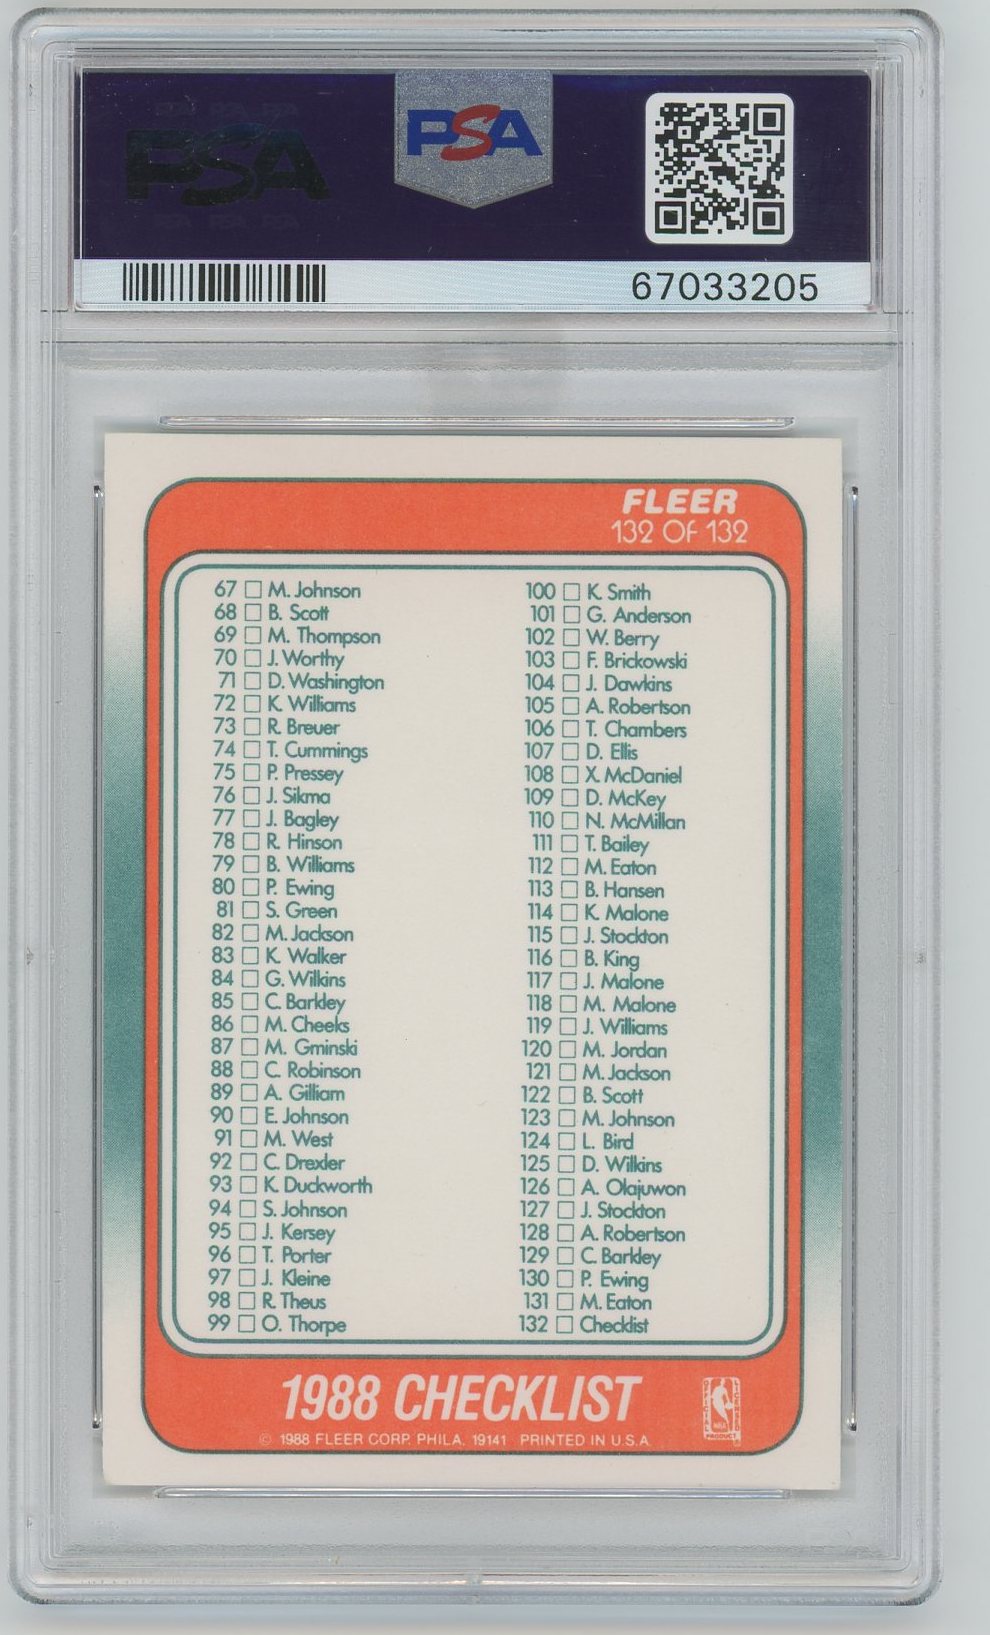 PSA
PSA
67033205
FLEER
132 OF 132
67 M. Johnson
68 B. Scott
69 M. Thompson
70 J. Worthy
71 D. Washington
72 K. Williams
73 R. Breuer
74 T. Cummings
75 P. Pressey
76 J. Sikma
77 J. Bagley
78 R. Hinson
79 B. Williams
80 P. Ewing
81 S. Green
82 M. Jackson
83 K. Walker
84 G. Wilkins
85 C. Barkley
86 M. Cheeks
87 M. Gminski
88 C. Robinson
89 A. Gilliam
90 E. Johnson
91 M. West
92 C. Drexler
93 K. Duckworth
94 S. Johnson
95 J. Kersey
96 T. Porter
97 J. Kleine
98 R. Theus
99 O. Thorpe
100 K. Smith
101 G. Anderson
102 W. Berry
103 F. Brickowski
104 J. Dawkins
105 A. Robertson
106 T. Chambers
107 D. Ellis
108 X. McDaniel
109 D. McKey
110 N. McMillan
111 T. Bailey
112 M. Eaton
113 B. Hansen
114 K. Malone
115 J. Stockton
116 B. King
117 J. Malone
118 M. Malone
119 J. Williams
120 M. Jordan
121 M. Jackson
122 B. Scott
123 M. Johnson
124 L. Bird
125 D. Wilkins
126 A. Olajuwon
127 J. Stockton
128 A. Robertson
129 C. Barkley
130 P. Ewing
131 M. Eaton
132 Checklist
1988 CHECKLIST
© 1988 FLEER CORP. PHILA. 19141 PRINTED IN U.S.A.
OFFICIAL LICENSED
NBA
PRODUCT